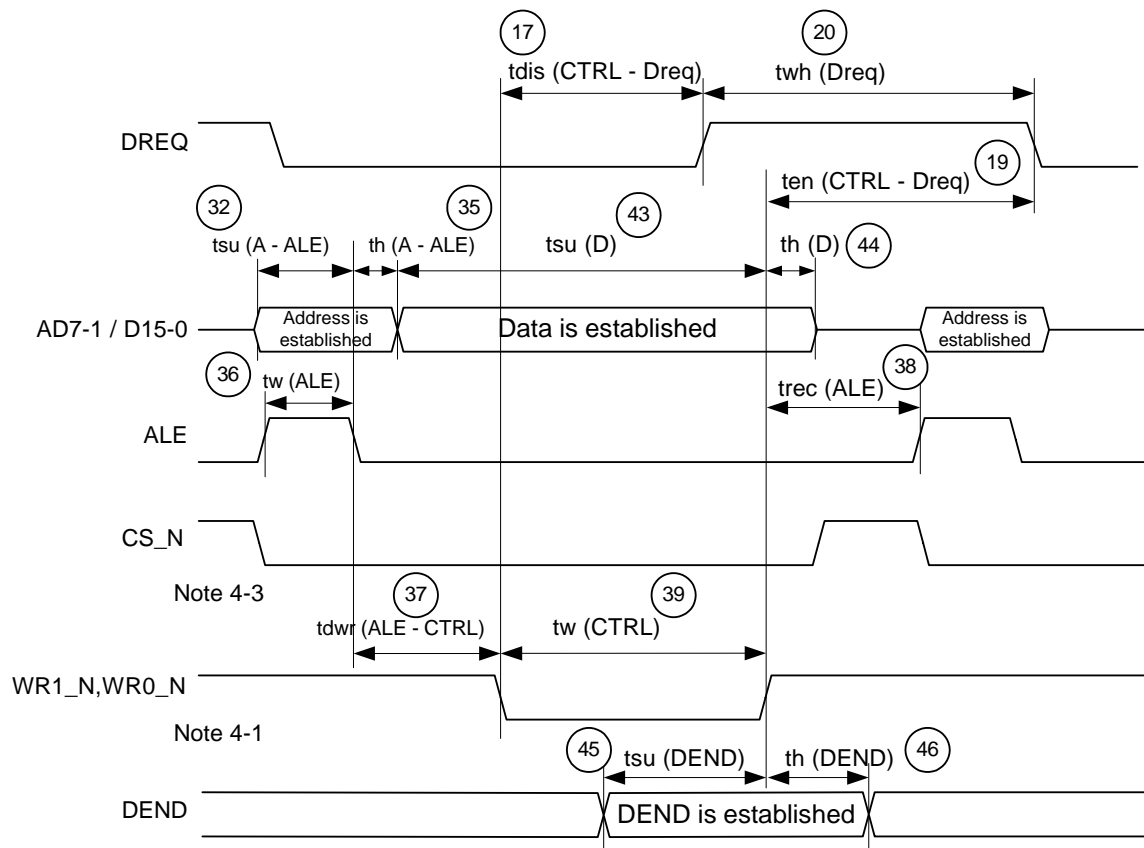 17
20
tdis (CTRL - Dreq)
twh (Dreq)
DREQ
19
ten (CTRL - Dreq)
32
35
43
tsu (A - ALE)
th (A - ALE)
tsu (D)
th (D)
44
AD7-1 / D15-0
Address is
established
Data is established
Address is
established
36
tw (ALE)
38
trec (ALE)
ALE
CS_N
Note 4-3
37
39
tdwr (ALE - CTRL)
tw (CTRL)
WR1_N,WR0_N
Note 4-1
45
tsu (DEND)
th (DEND)
46
DEND
DEND is established